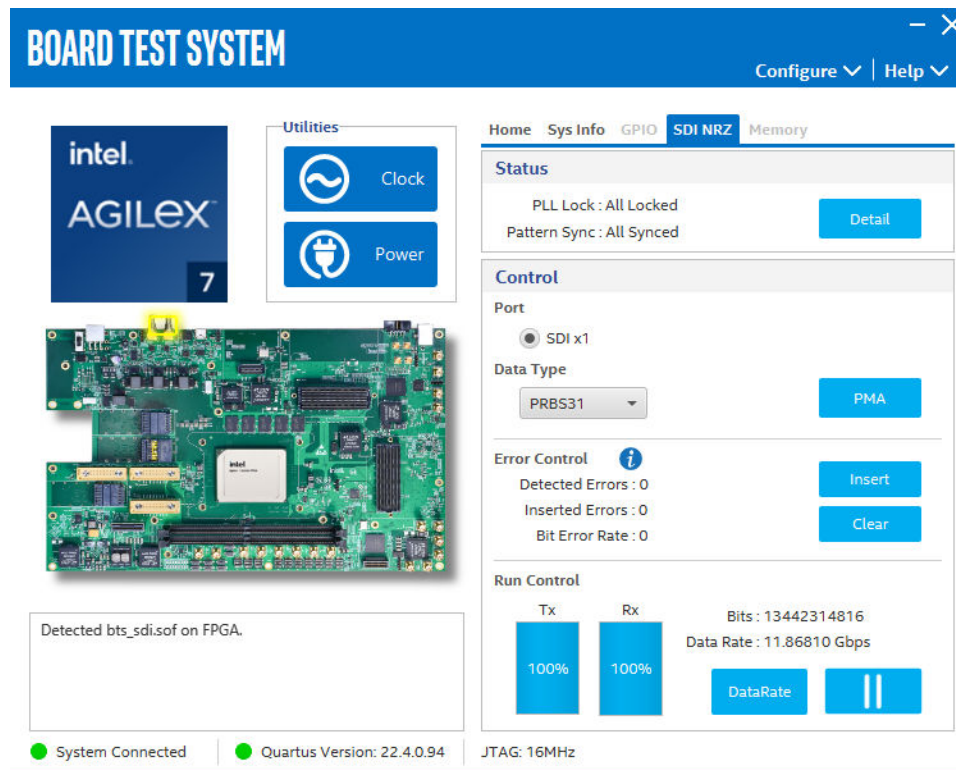 BOARD TEST SYSTEM
Configure
Help
intel.
AGILEX
7
Utilities
Clock
Power
Home Sys Info GPIO SDI NRZ Memory
Status
PLL Lock : All Locked
Pattern Sync : All Synced
Detail
Control
Port
SDI x1
Data Type
PRBS31
PMA
Error Control
Detected Errors : 0
Inserted Errors : 0
Bit Error Rate : 0
Insert
Clear
Run Control
Tx Rx
100% 100%
Bits : 13442314816
Data Rate : 11.86810 Gbps
DataRate
intel
Detected bts_sdi.sof on FPGA.
System Connected
Quartus Version: 22.4.0.94
JTAG: 16MHz